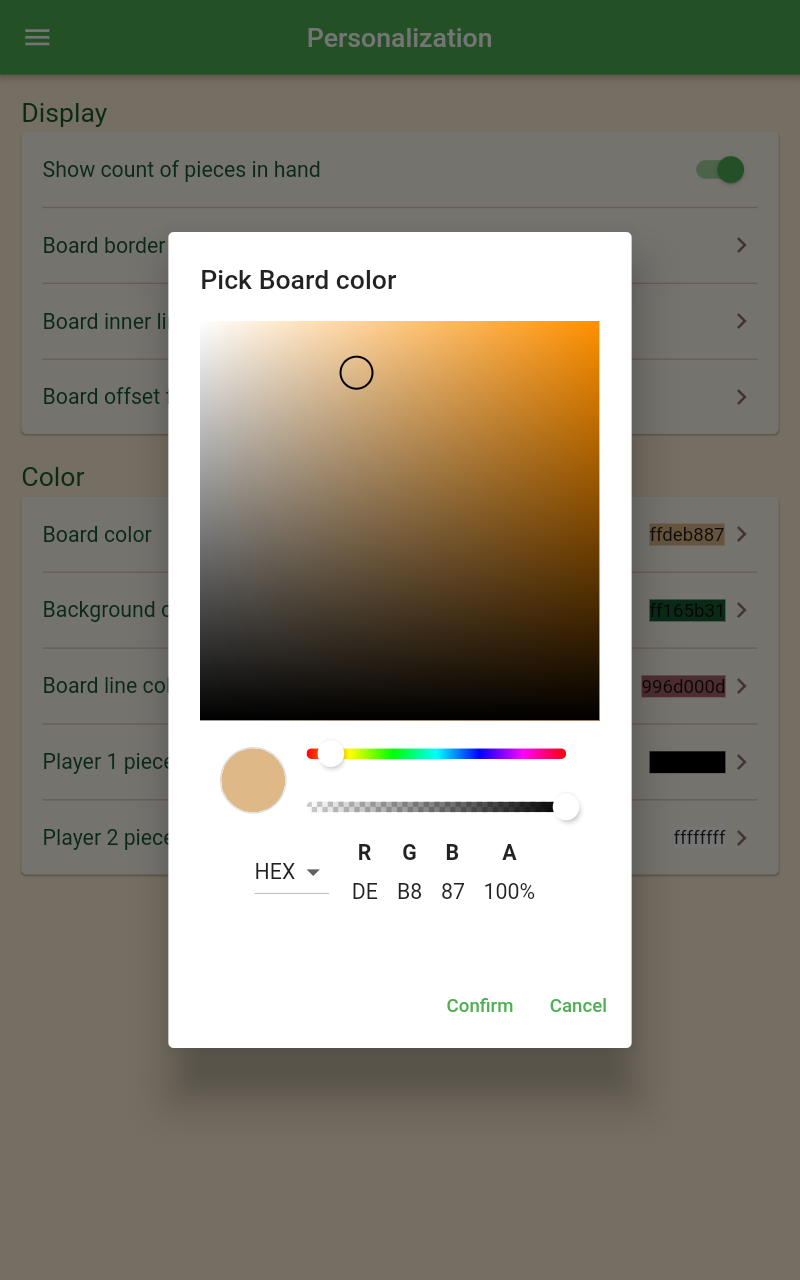 Personalization
Display
Show count of pieces in hand
Board border
Board inner li
Board offset
Pick Board color
Color
Board color ffdeb887
Background c ff165b31
Board line col 996d000d
Player 1 piece
Player 2 piece ffffffff
R G B A
HEX
DE B8 87 100%
Confirm Cancel